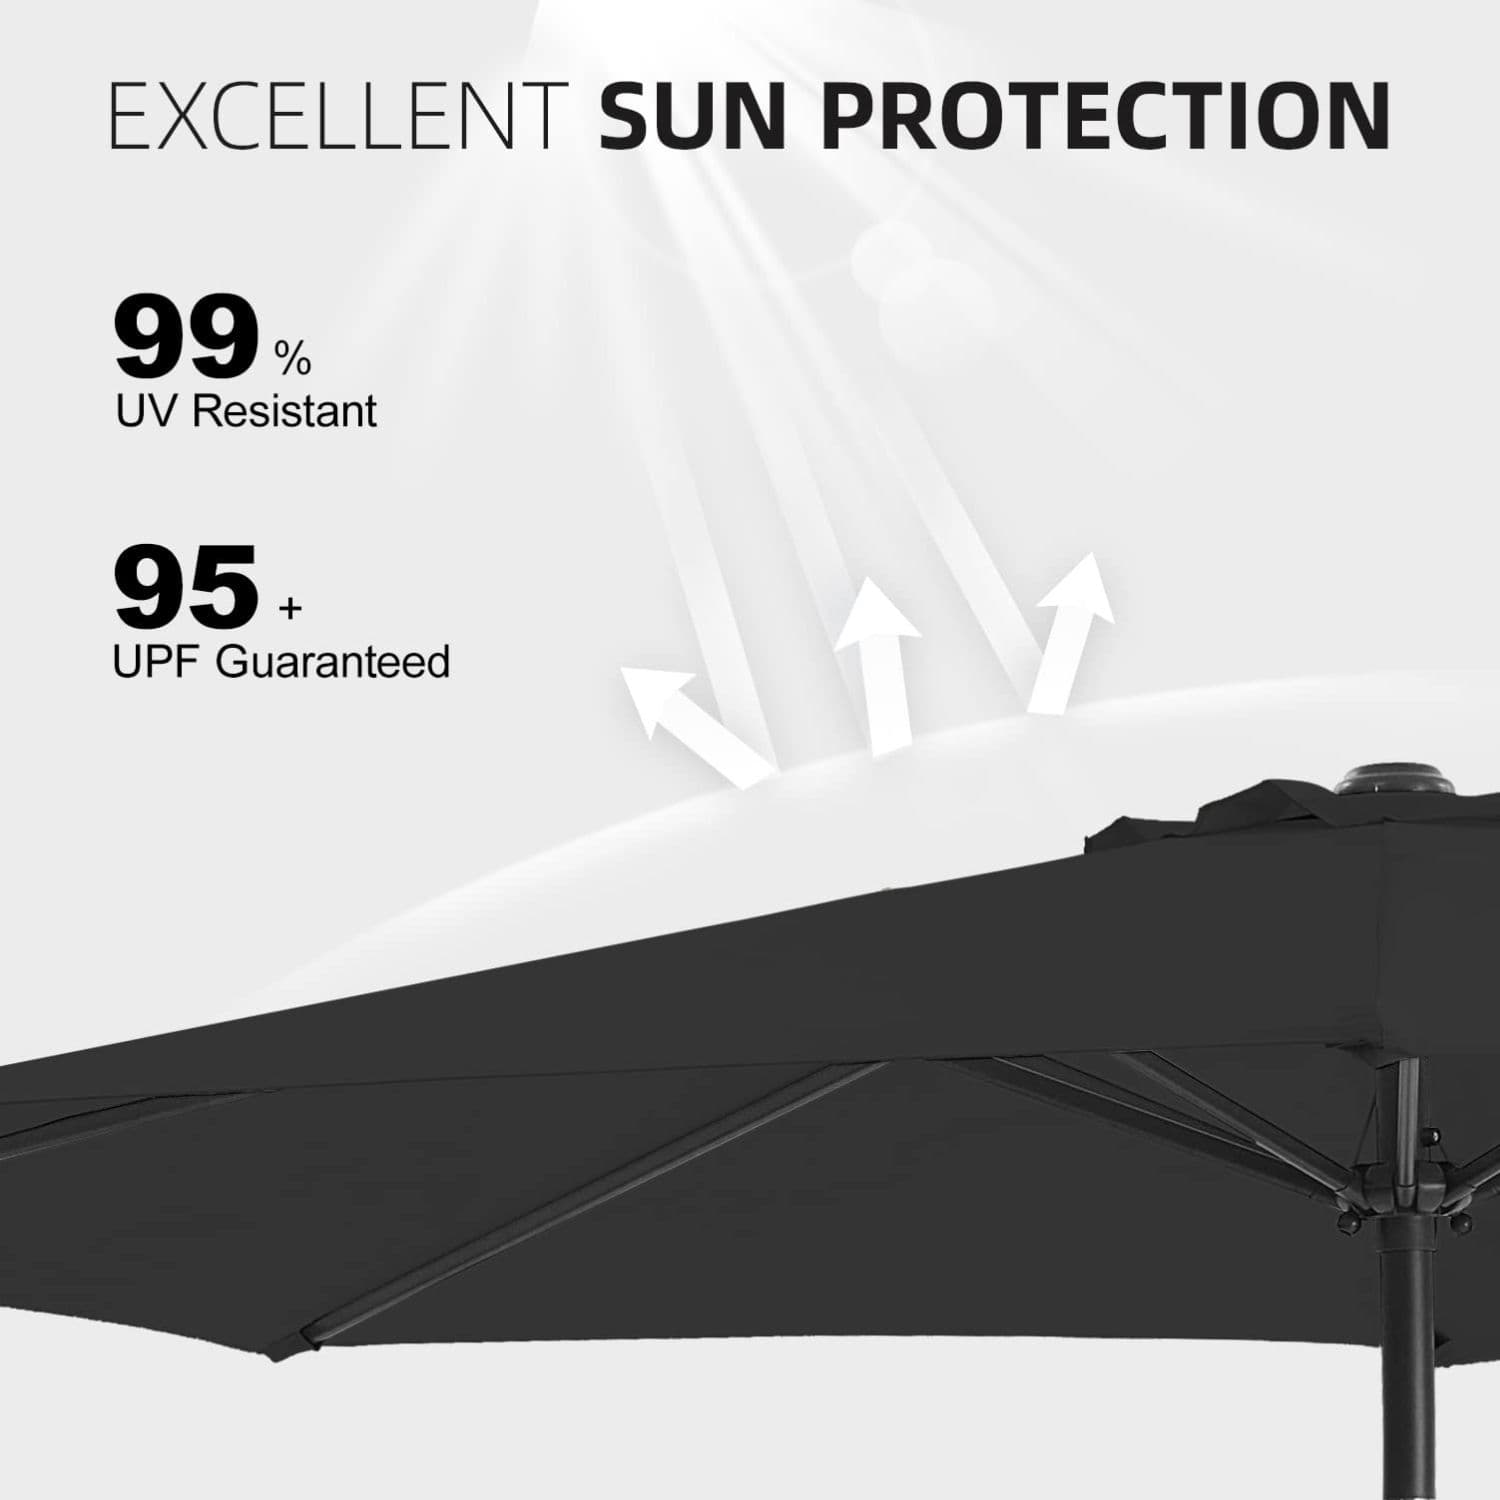 EXCELLENT SUN PROTECTION
99 %
UV Resistant
95 +
UPF Guaranteed